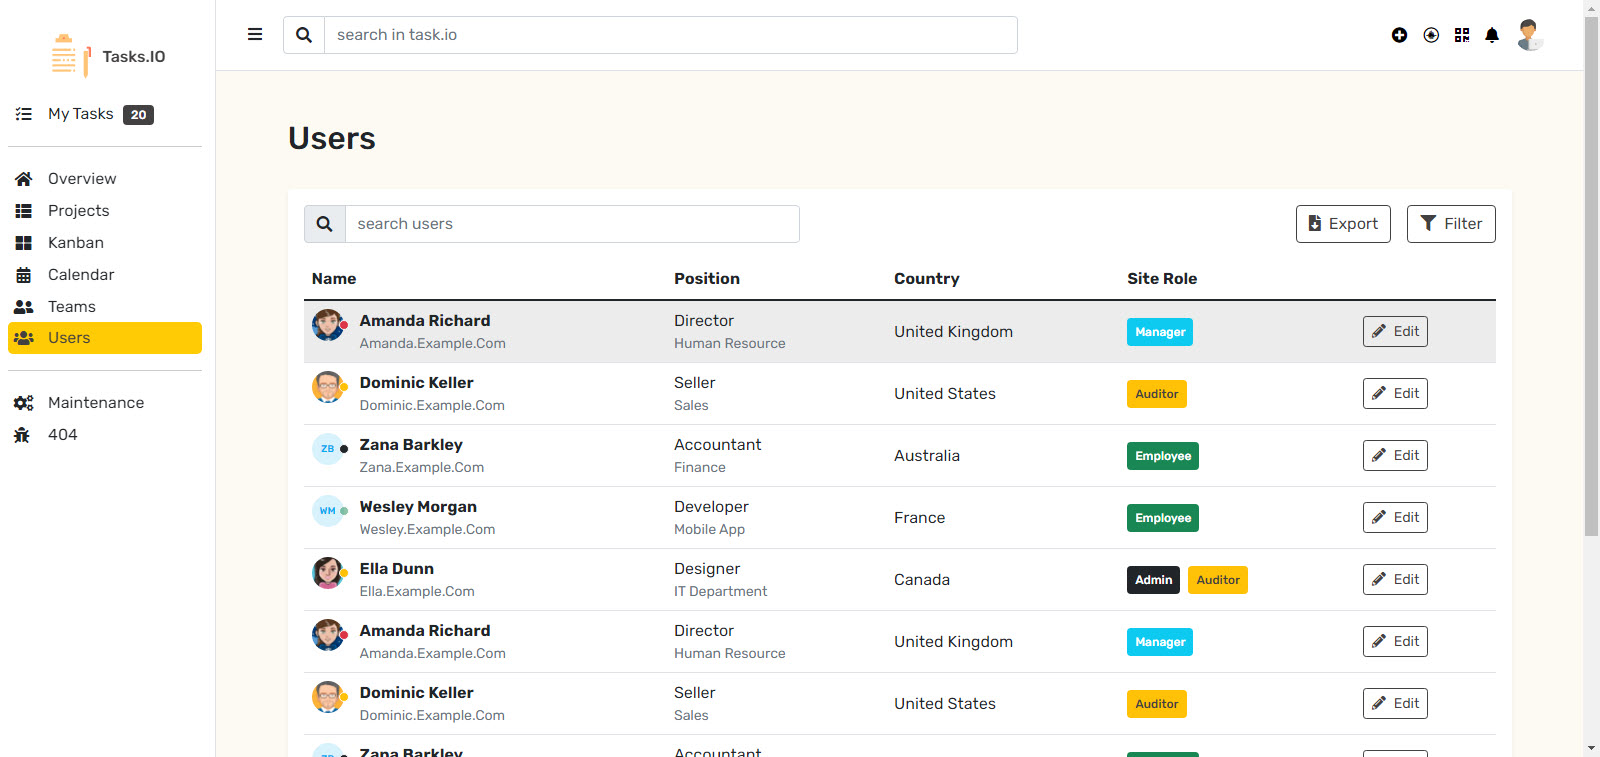 Tasks.IO
search in task.io
My Tasks 20
Overview
Projects
Kanban
Calendar
Teams
Users
Maintenance
404
Users
search users
Export
Filter
Name Position Country Site Role
Amanda Richard Director United Kingdom Manager Edit
Amanda.Example.Com Human Resource
Dominic Keller Seller United States Auditor Edit
Dominic.Example.Com Sales
ZB Zana Barkley Accountant Australia Employee Edit
Zana.Example.Com Finance
WM Wesley Morgan Developer France Employee Edit
Wesley.Example.Com Mobile App
Ella Dunn Designer Canada Admin Auditor Edit
Ella.Example.Com IT Department
Amanda Richard Director United Kingdom Manager Edit
Amanda.Example.Com Human Resource
Dominic Keller Seller United States Auditor Edit
Dominic.Example.Com Sales
Zana Barkley Accountant